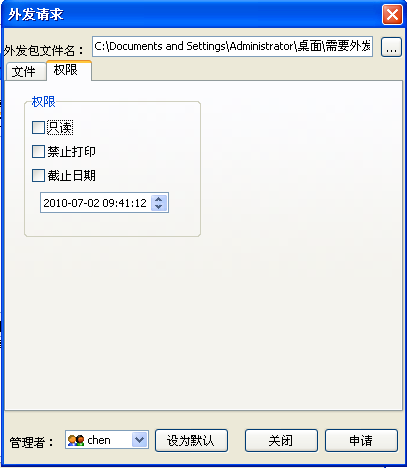 外发请求
外发包文件名： C:\Documents and Settings\Administrator\桌面\需要外发 ...
文件 权限
权限
只读
禁止打印
截止日期
2010-07-02 09:41:12
管理者： chen 设为默认 关闭 申请